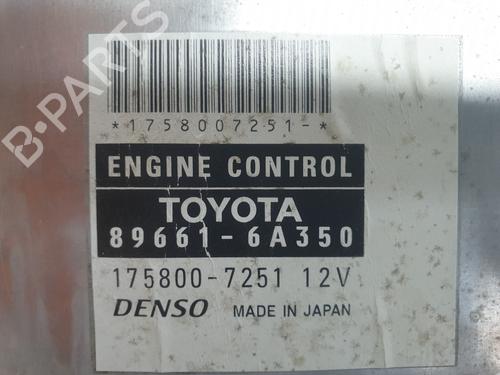 B-PARTS
*1758007251-*
ENGINE CONTROL
TOYOTA
89661-6A350
175800-7251 12V
DENSO MADE IN JAPAN